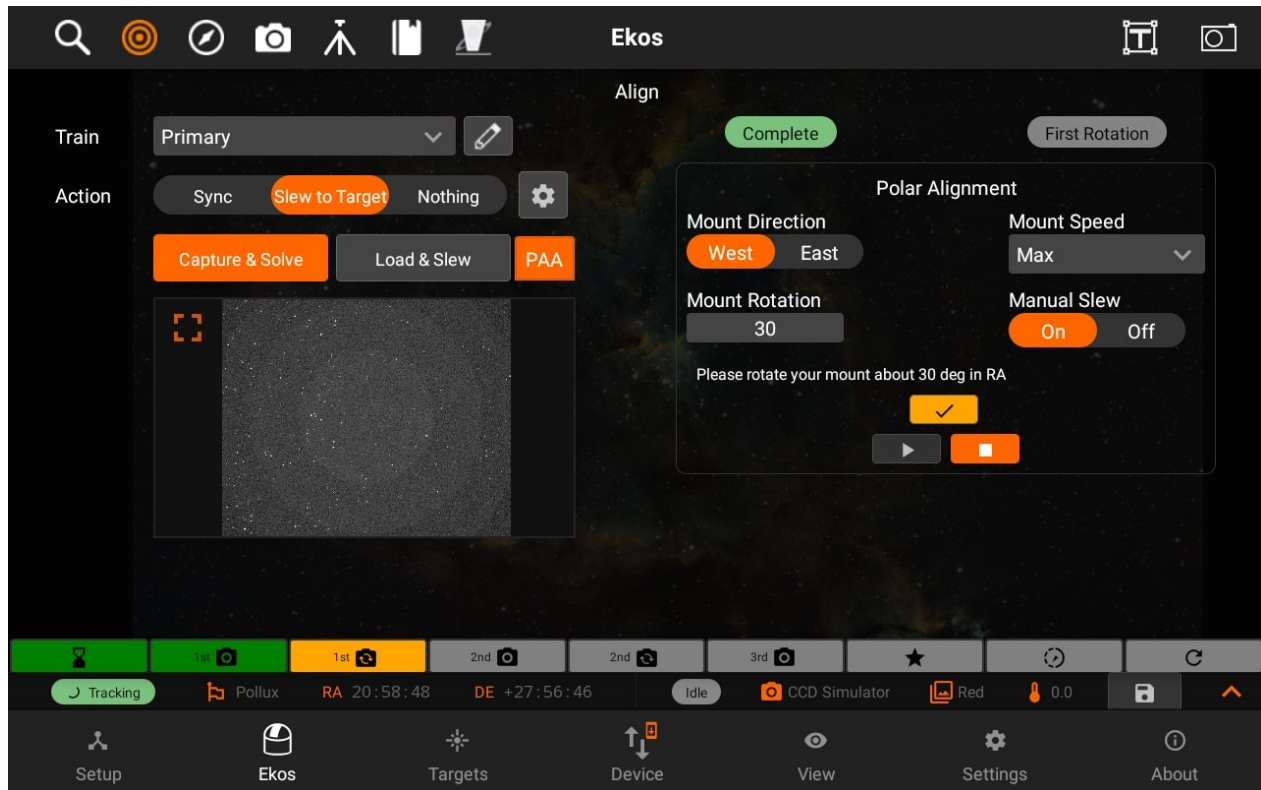 Ekos
Align
Train Primary Complete First Rotation
Action Sync Slew to Target Nothing Polar Alignment
Mount Direction Mount Speed
West East Max
Capture & Solve Load & Slew PAA
Mount Rotation Manual Slew
30 On Off
Please rotate your mount about 30 deg in RA
1st 1st 2nd 2nd 3rd
Tracking Pollux RA 20:58:48 DE +27:56:46 Idle CCD Simulator Red 0.0
Setup Ekos Targets Device View Settings About